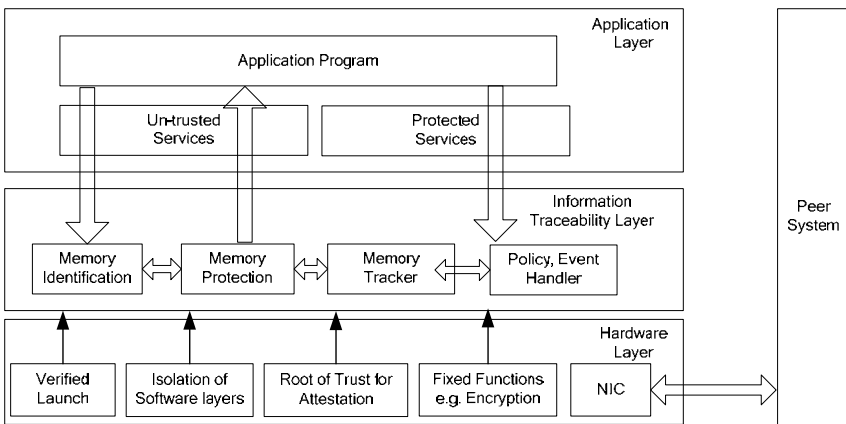 Application
Layer
Application Program
Un-trusted
Services
Protected
Services
Information
Traceability Layer
Memory
Identification
Memory
Protection
Memory
Tracker
Policy, Event
Handler
Hardware
Layer
Verified
Launch
Isolation of
Software layers
Root of Trust for
Attestation
Fixed Functions
e.g. Encryption
NIC
Peer
System